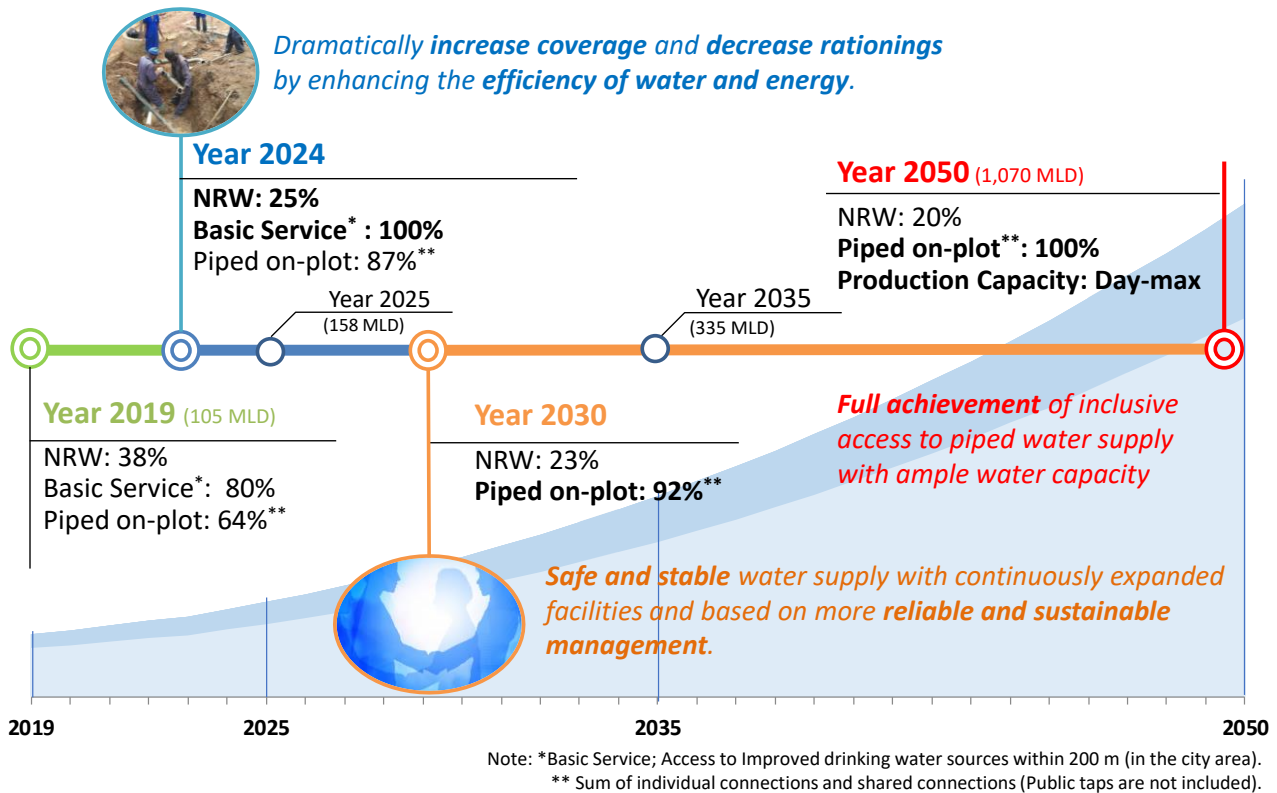 Dramatically increase coverage and decrease rationings
by enhancing the efficiency of water and energy.
Year 2024
NRW: 25%
Basic Service* : 100%
Piped on-plot: 87%**
Year 2050 (1,070 MLD)
NRW: 20%
Piped on-plot**: 100%
Production Capacity: Day-max
Year 2025
(158 MLD)
Year 2035
(335 MLD)
Year 2019 (105 MLD)
NRW: 38%
Basic Service*: 80%
Piped on-plot: 64%**
Year 2030
NRW: 23%
Piped on-plot: 92%**
Full achievement of inclusive
access to piped water supply
with ample water capacity
Safe and stable water supply with continuously expanded
facilities and based on more reliable and sustainable
management.
2019
2025
2035
2050
Note: *Basic Service; Access to Improved drinking water sources within 200 m (in the city area).
** Sum of individual connections and shared connections (Public taps are not included).